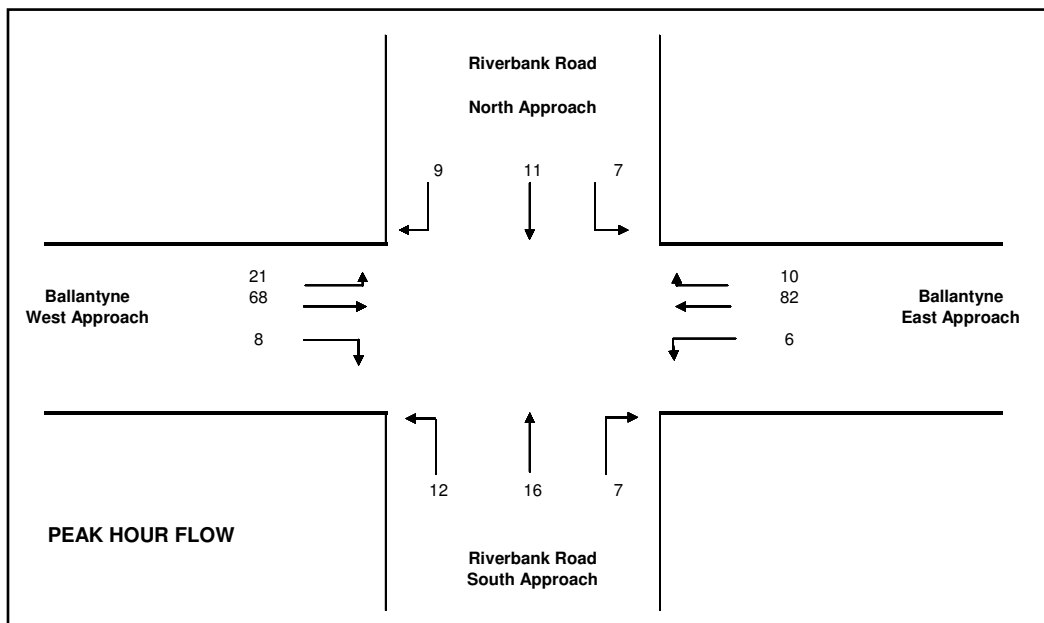 Riverbank Road
North Approach
9 11 7
21
68
8
Ballantyne
West Approach
10
82
6
Ballantyne
East Approach
12 16 7
PEAK HOUR FLOW
Riverbank Road
South Approach